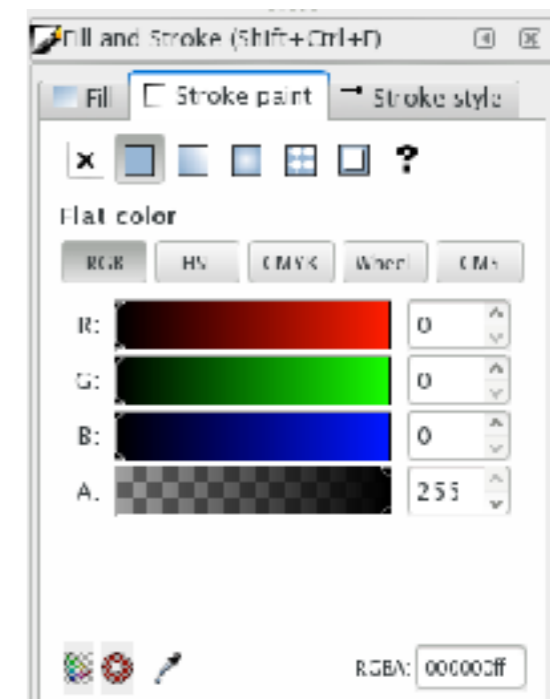 Fill and Stroke (Shift+Ctrl+F)
Fill Stroke paint Stroke style
?
Flat color
RGB HSL CMYK Wheel CMS
R: 0
G: 0
B: 0
A: 255
RGBA: 000000ff